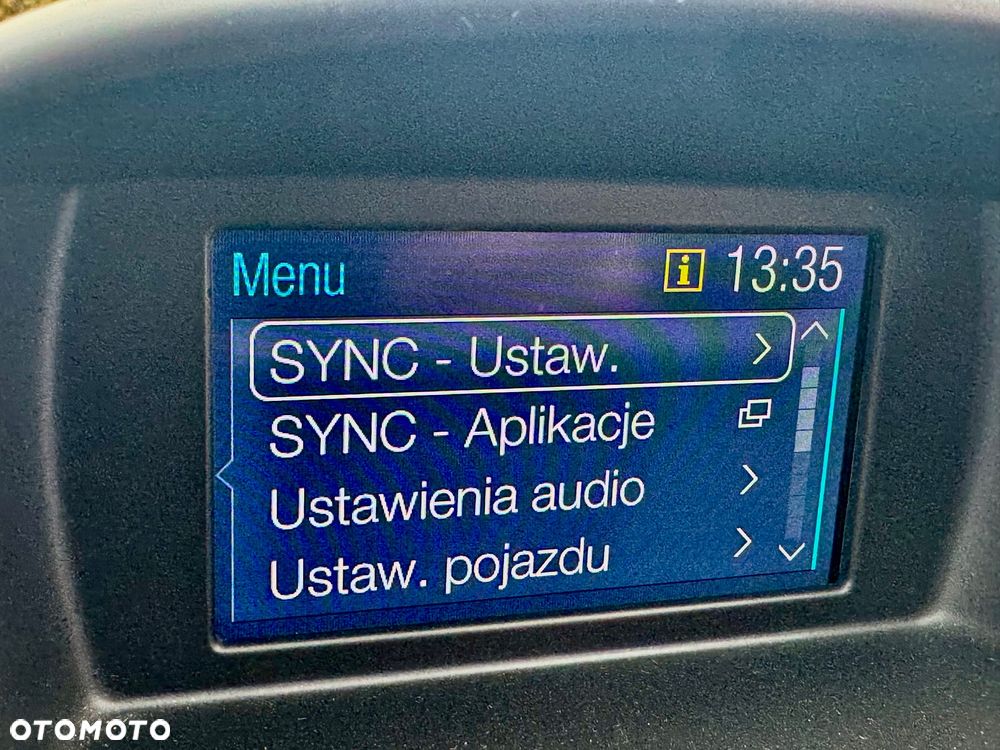 Menu i 13:35
SYNC - Ustaw.
SYNC - Aplikacje
Ustawienia audio
Ustaw. pojazdu
OTOMOTO